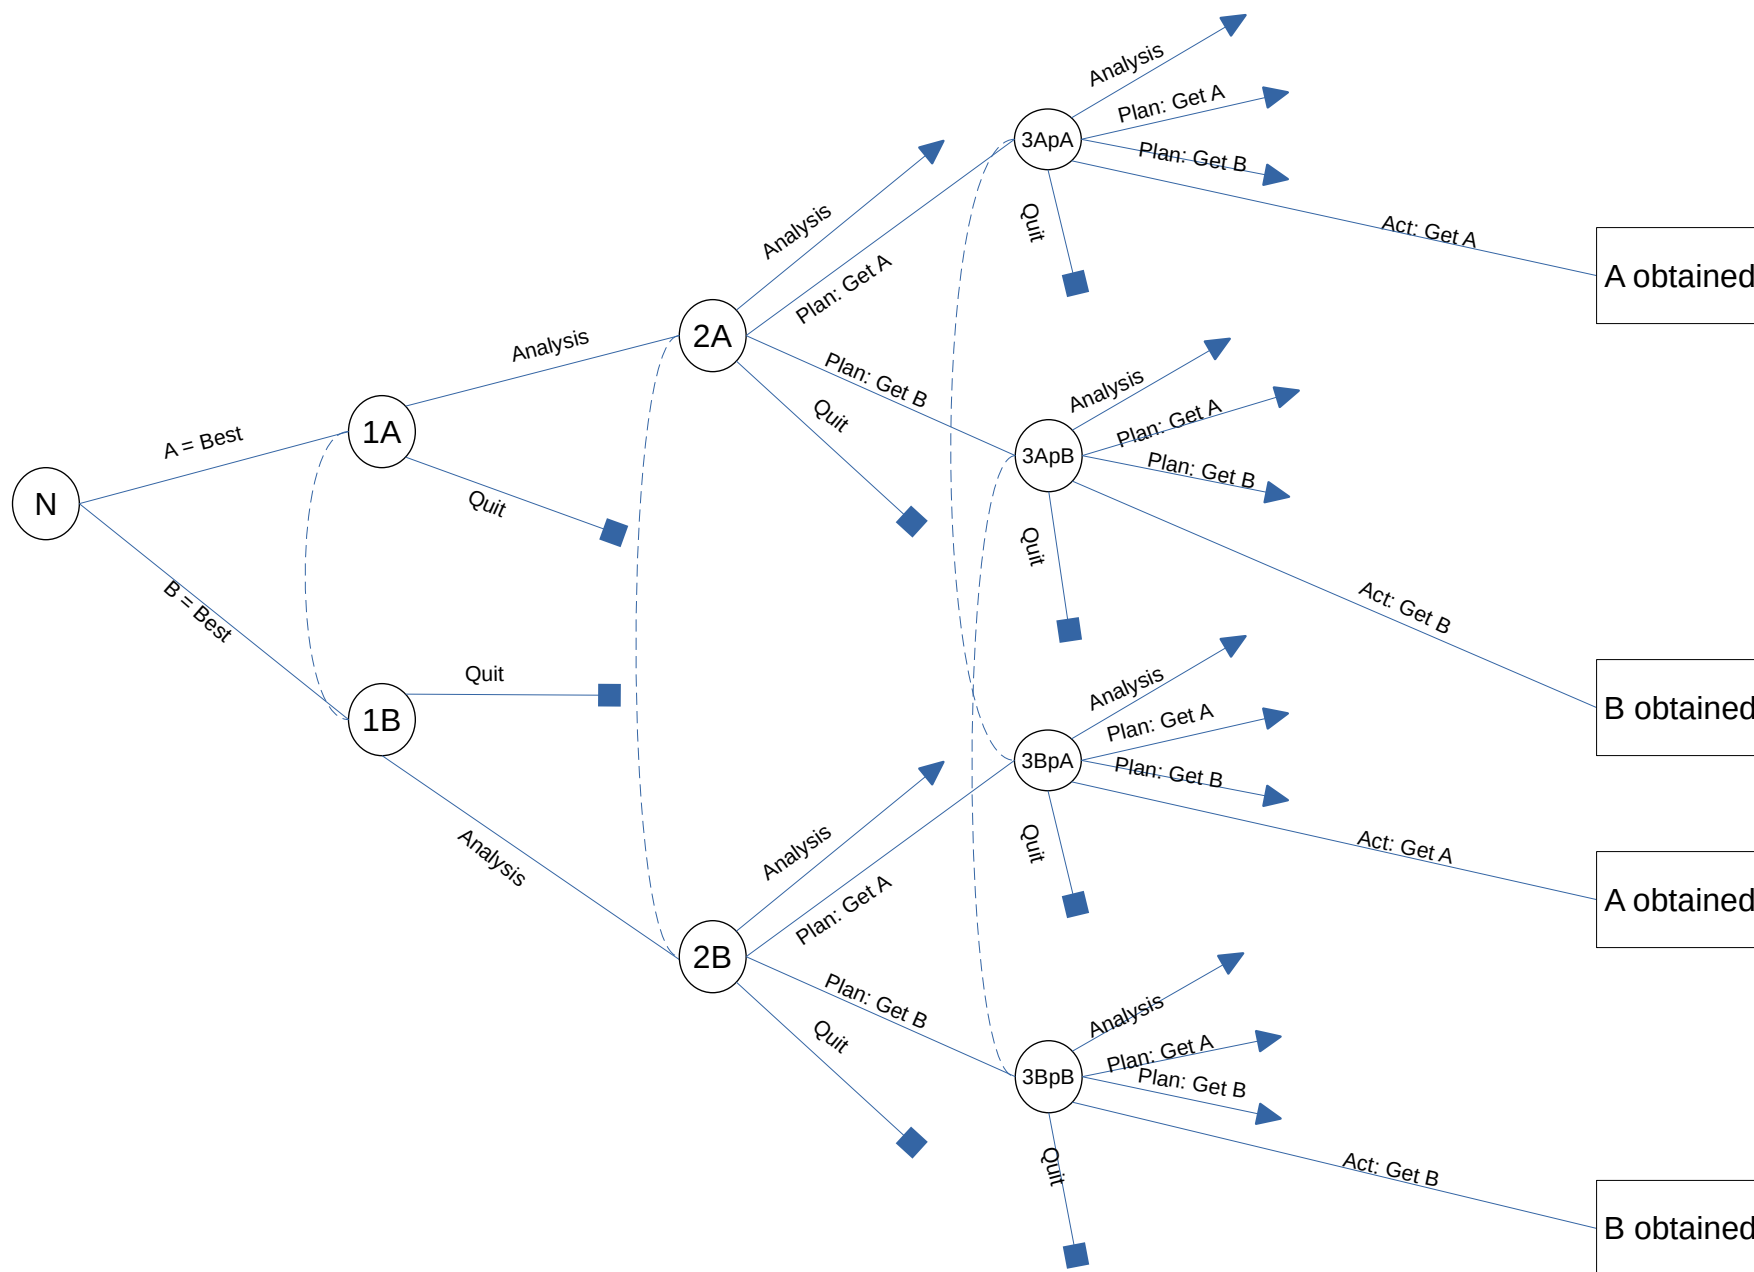 N
A = Best
B = Best
1A
Analysis
Quit
1B
Quit
Analysis
2A
Analysis
Plan: Get A
Plan: Get B
Quit
2B
Analysis
Plan: Get A
Plan: Get B
Quit
3ApA
Analysis
Plan: Get A
Plan: Get B
Act: Get A
Quit
A obtained
3ApB
Analysis
Plan: Get A
Plan: Get B
Act: Get B
Quit
B obtained
3BpA
Analysis
Plan: Get A
Plan: Get B
Act: Get A
Quit
A obtained
3BpB
Analysis
Plan: Get A
Plan: Get B
Act: Get B
Quit
B obtained